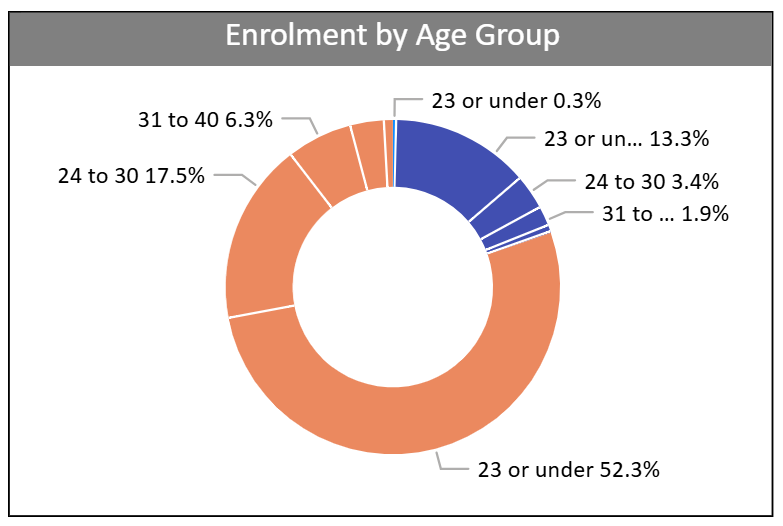 Enrolment by Age Group
23 or under 0.3%
31 to 40 6.3%
23 or un... 13.3%
24 to 30 17.5%
24 to 30 3.4%
31 to ... 1.9%
23 or under 52.3%